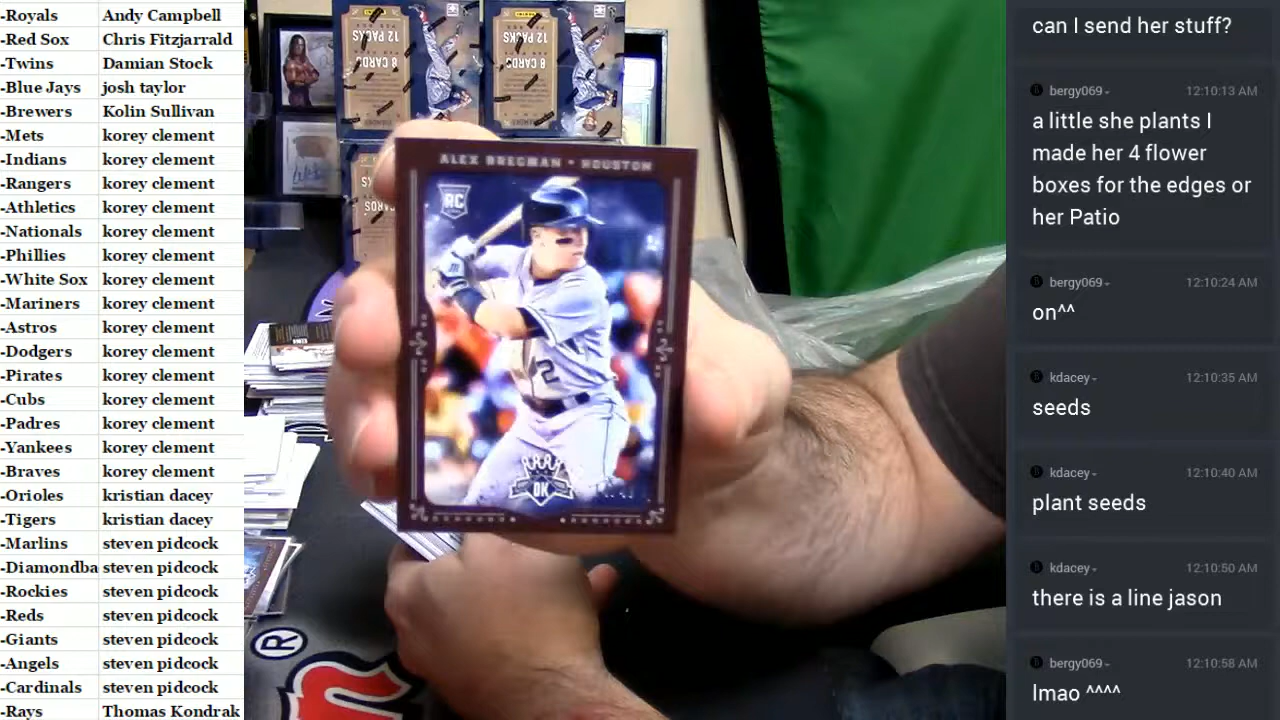 -Royals Andy Campbell
-Red Sox Chris Fitzjarrald
-Twins Damian Stock
-Blue Jays josh taylor
-Brewers Kolin Sullivan
-Mets korey clement
-Indians korey clement
-Rangers korey clement
-Athletics korey clement
-Nationals korey clement
-Phillies korey clement
-White Sox korey clement
-Mariners korey clement
-Astros korey clement
-Dodgers korey clement
-Pirates korey clement
-Cubs korey clement
-Padres korey clement
-Yankees korey clement
-Braves korey clement
-Orioles kristian dacey
-Tigers kristian dacey
-Marlins steven pidcock
-Diamondba steven pidcock
-Rockies steven pidcock
-Reds steven pidcock
-Giants steven pidcock
-Angels steven pidcock
-Cardinals steven pidcock
-Rays Thomas Kondrak
12 PACKS
8 CARDS
12 PACKS
8 CARDS
ALEX BREGMAN • HOUSTON
RC
2
DK
®
can I send her stuff?
bergy069 12:10:13 AM
a little she plants I
made her 4 flower
boxes for the edges or
her Patio
bergy069 12:10:24 AM
on^^
kdacey 12:10:35 AM
seeds
kdacey 12:10:40 AM
plant seeds
kdacey 12:10:50 AM
there is a line jason
bergy069 12:10:58 AM
lmao ^^^^